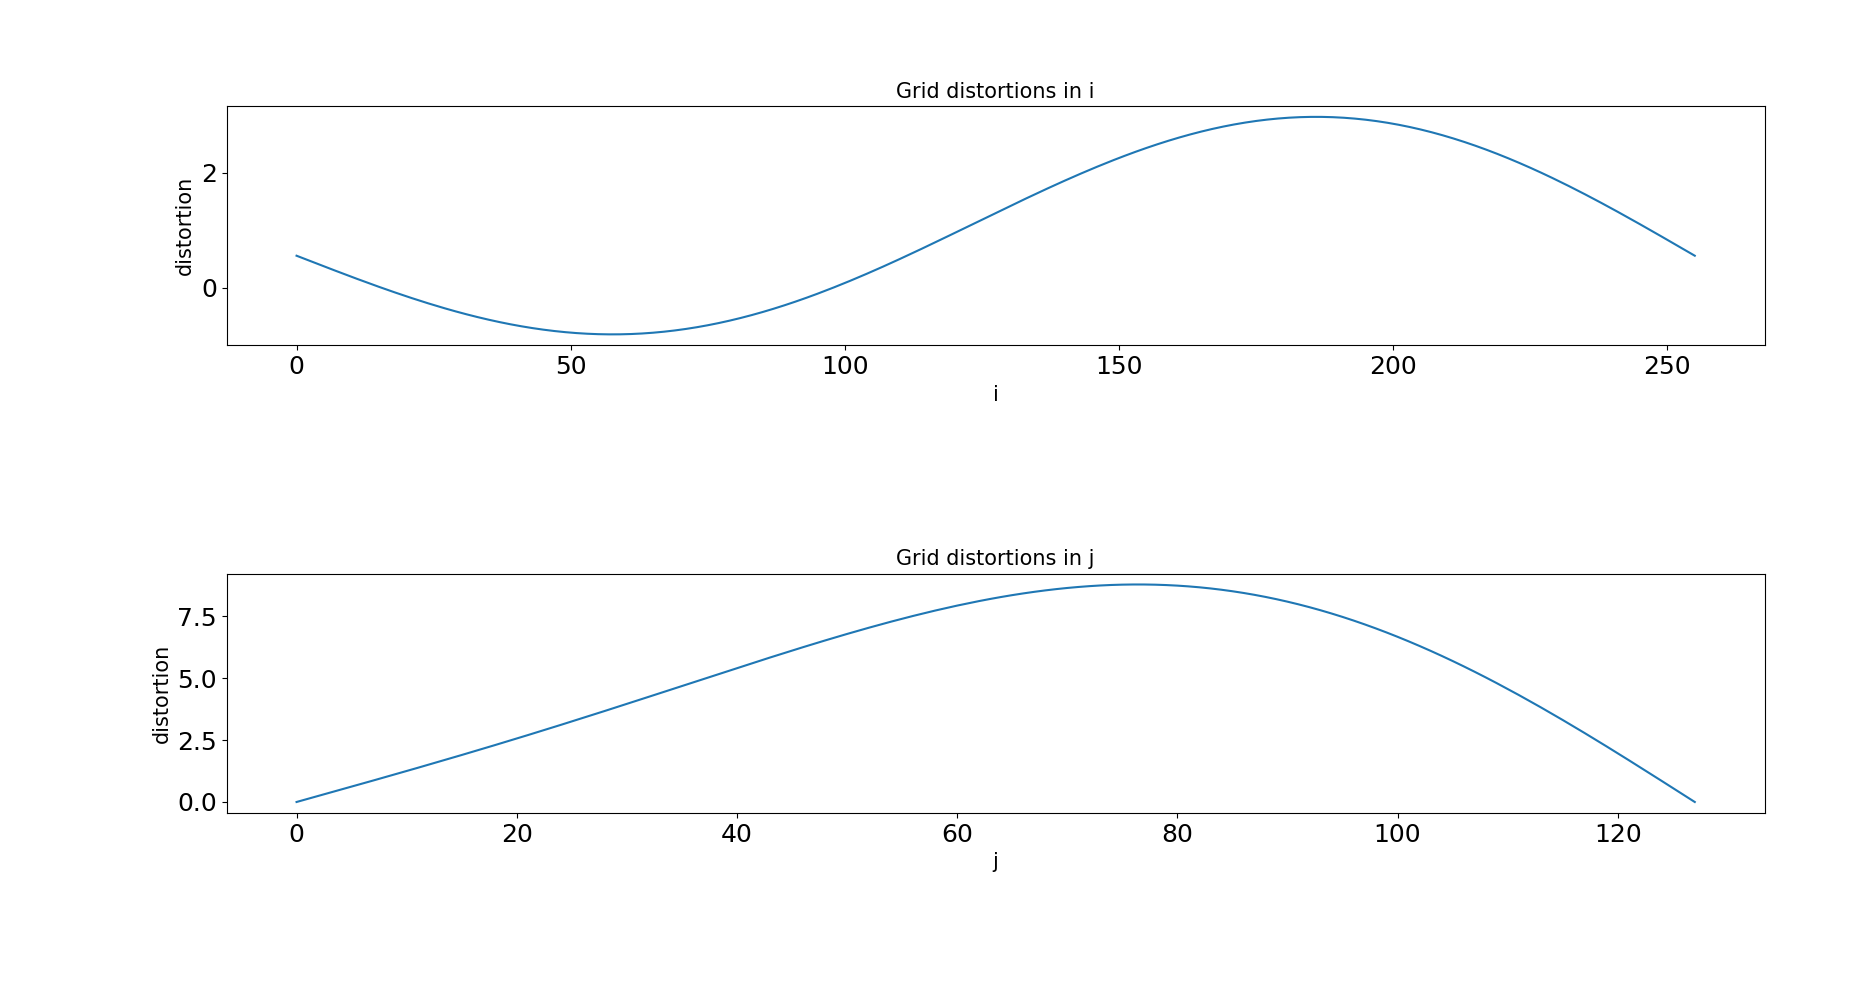 Grid distortions in i
distortion
2
0
0 50 100 150 200 250
i
Grid distortions in j
distortion
7.5
5.0
2.5
0.0
0 20 40 60 80 100 120
j